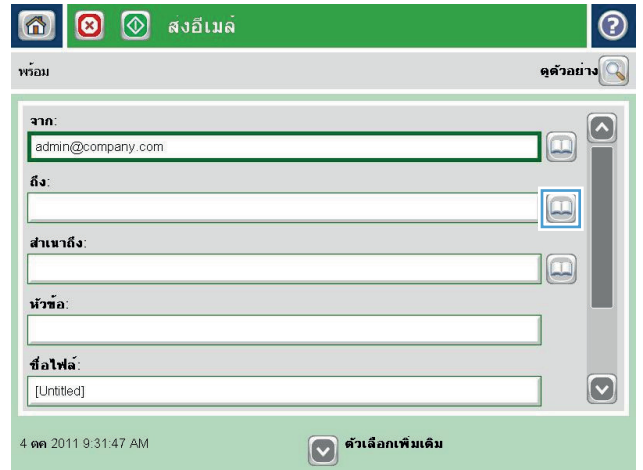 ส่งอีเมล์
พร้อม ดูตัวอย่าง
จาก:
admin@company.com
ถึง:
สำเนาถึง:
หัวข้อ:
ชื่อไฟล์:
[Untitled]
4 ตค 2011 9:31:47 AM ตัวเลือกเพิ่มเติม